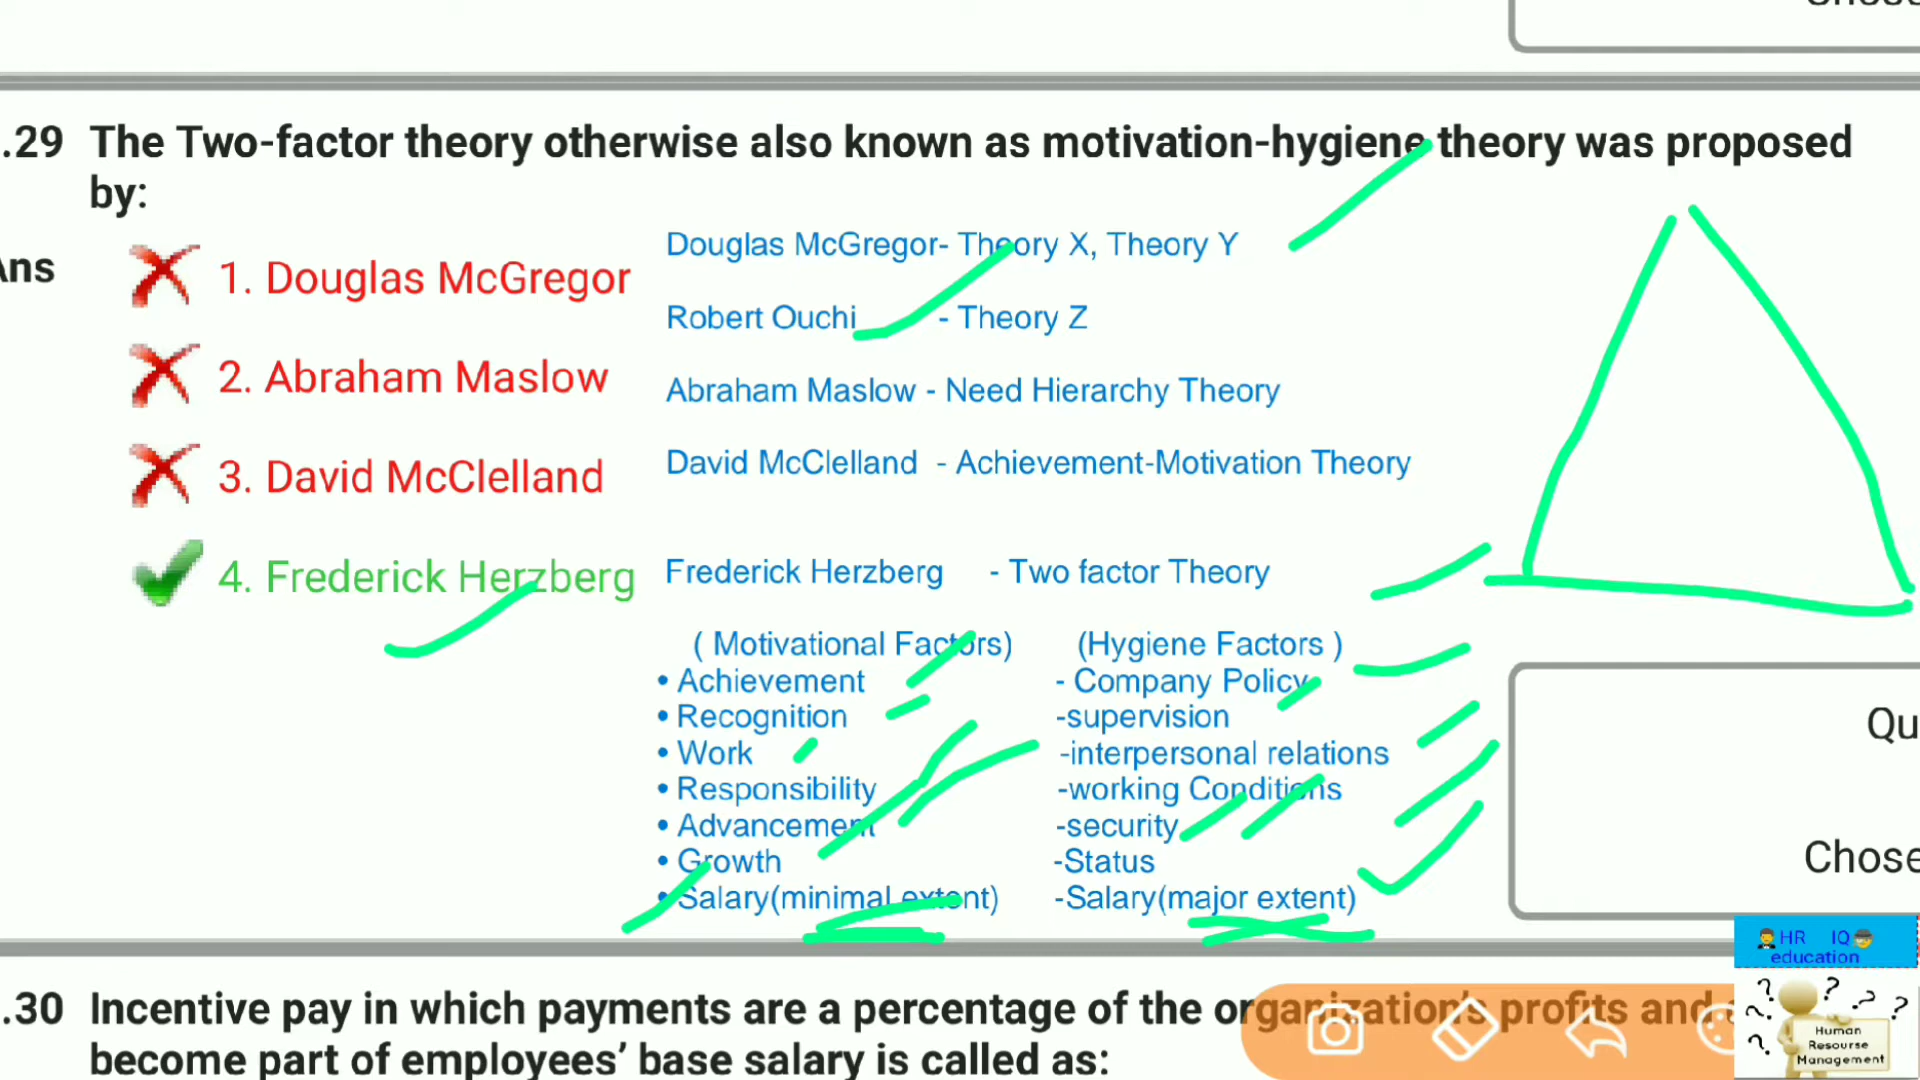 .29 The Two-factor theory otherwise also known as motivation-hygiene theory was proposed
by:
Ans
1. Douglas McGregor
2. Abraham Maslow
3. David McClelland
4. Frederick Herzberg
Douglas McGregor- Theory X, Theory Y
Robert Ouchi - Theory Z
Abraham Maslow - Need Hierarchy Theory
David McClelland - Achievement-Motivation Theory
Frederick Herzberg - Two factor Theory
( Motivational Factors) (Hygiene Factors )
• Achievement - Company Policy
• Recognition -supervision
• Work -interpersonal relations
• Responsibility -working Conditions
• Advancement -security
• Growth -Status
• Salary(minimal extent) -Salary(major extent)
Qu
Chose
HR IQ
education
.30 Incentive pay in which payments are a percentage of the organization's profits and
become part of employees’ base salary is called as:
Human
Resourse
Management